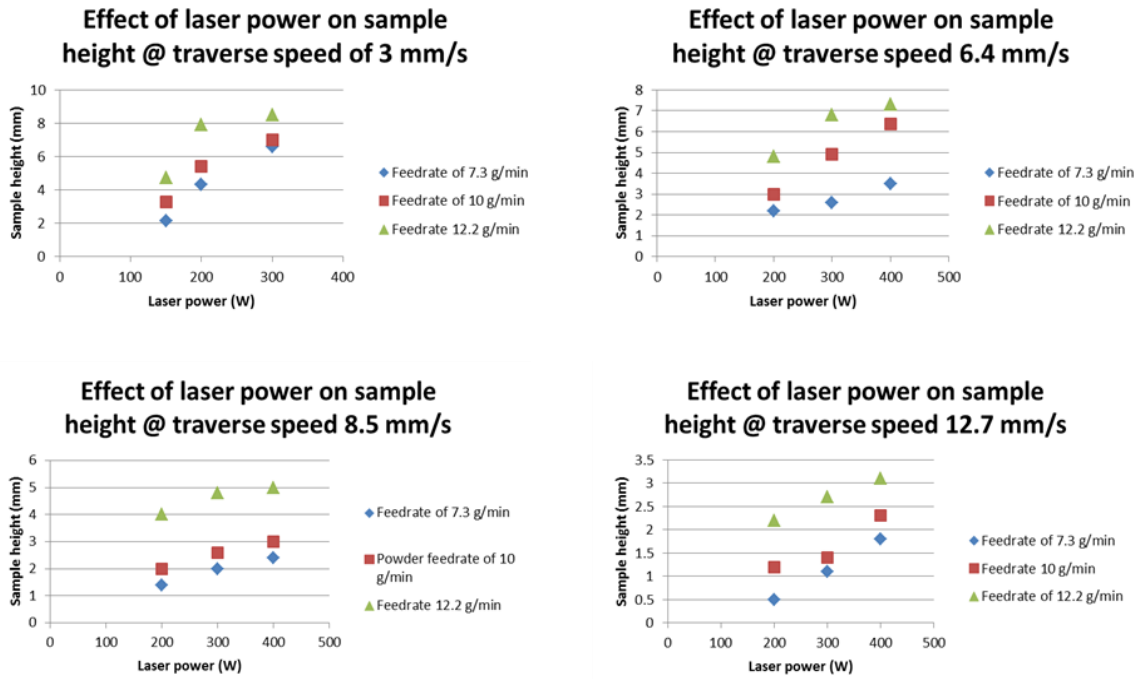 Effect of laser power on sample
height @ traverse speed of 3 mm/s
Sample height (mm)
10
8
6
4
2
0
0
100
200
300
400
Laser power (W)
Feedrate of 7.3 g/min
Feedrate of 10 g/min
Feedrate 12.2 g/min
Effect of laser power on sample
height @ traverse speed 6.4 mm/s
Sample height (mm)
8
7
6
5
4
3
2
1
0
0
100
200
300
400
500
Laser power (W)
Feedrate of 7.3 g/min
Feedrate of 10 g/min
Feedrate 12.2 g/min
Effect of laser power on sample
height @ traverse speed 8.5 mm/s
Sample height (mm)
6
5
4
3
2
1
0
0
100
200
300
400
500
Laser power (W)
Feedrate of 7.3 g/min
Powder feedrate of 10
g/min
Feedrate 12.2 g/min
Effect of laser power on sample
height @ traverse speed 12.7 mm/s
Sample height (mm)
3.5
3
2.5
2
1.5
1
0.5
0
0
100
200
300
400
500
Laser power (W)
Feedrate of 7.3 g/min
Feedrate 10 g/min
Feedrate of 12.2 g/min